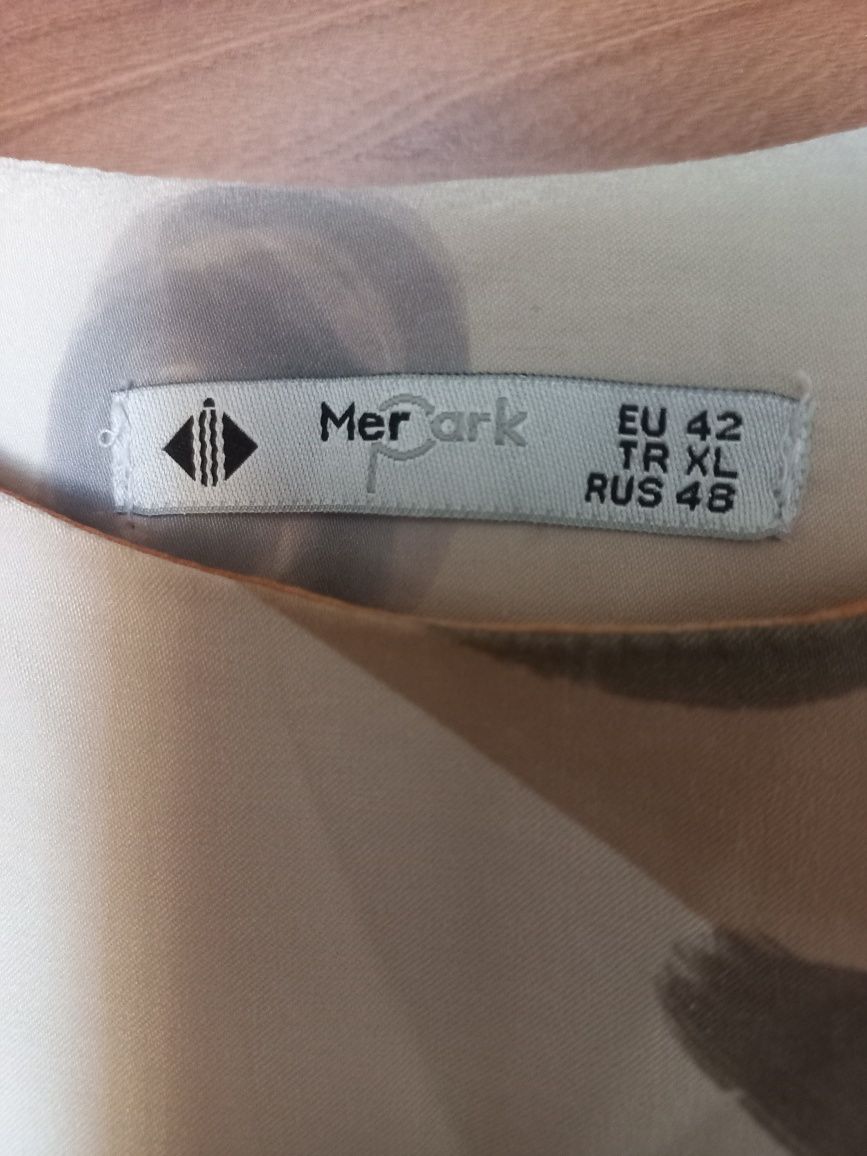 MerPark
EU 42
TR XL
RUS 48